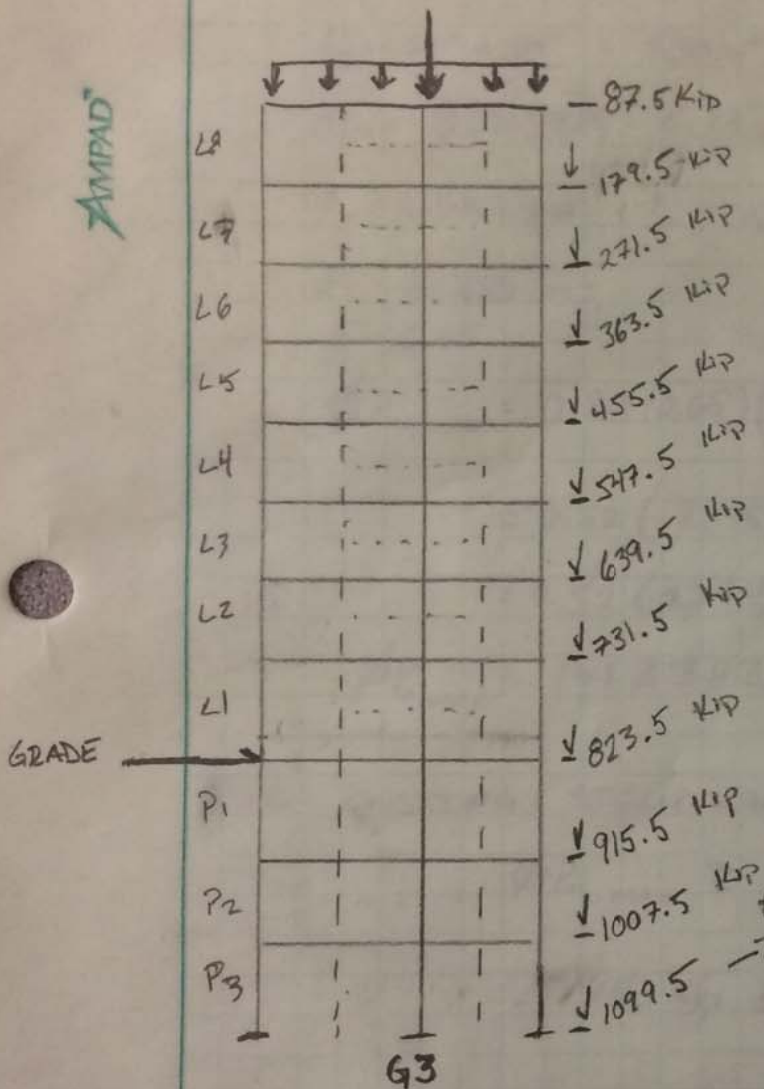 AMPAD™
87.5 Kip
L8
179.5 Kip
L7
271.5 Kip
L6
363.5 Kip
L5
455.5 Kip
L4
547.5 Kip
L3
639.5 Kip
L2
731.5 Kip
L1
823.5 Kip
GRADE
P1
915.5 Kip
P2
1007.5 Kip
P3
1099.5
G3